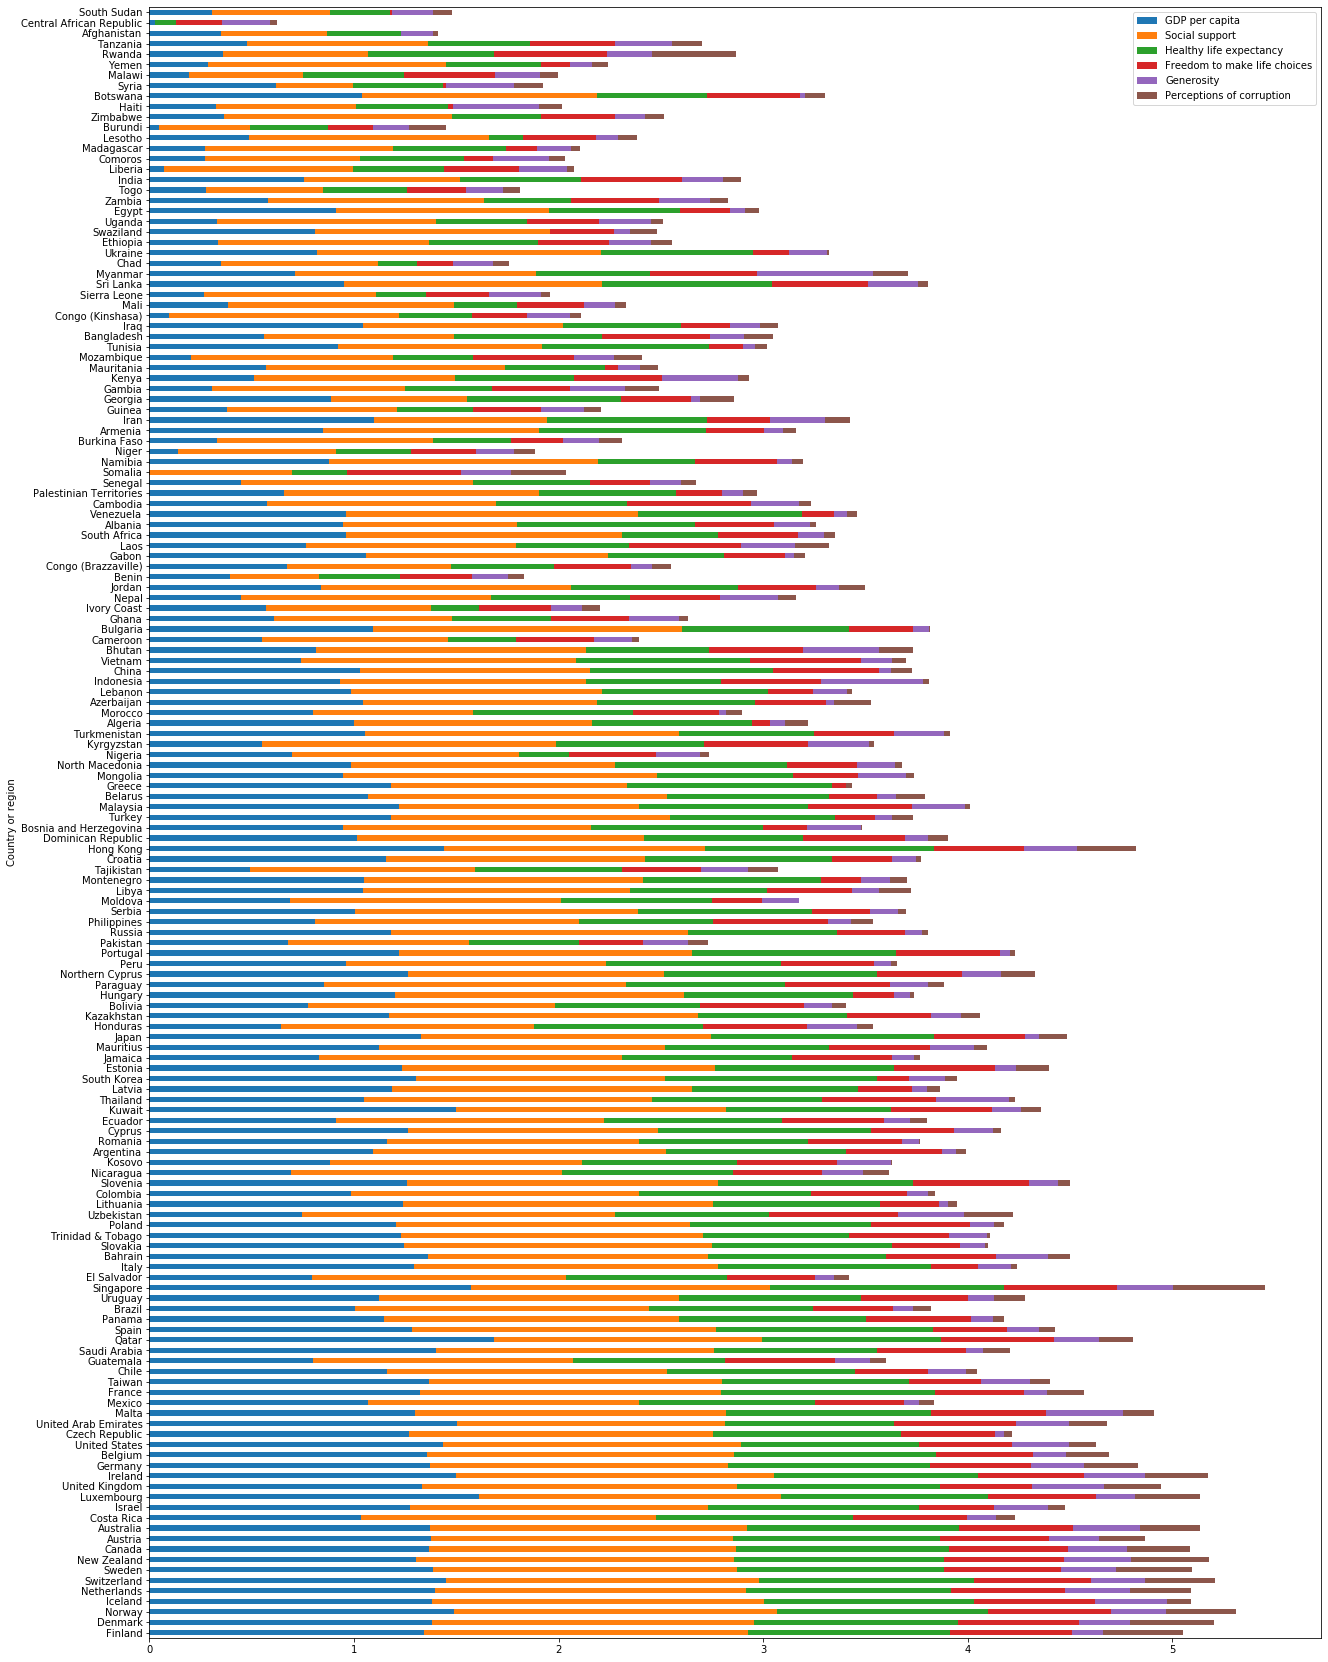 GDP per capita
Social support
Healthy life expectancy
Freedom to make life choices
Generosity
Perceptions of corruption
Country or region
South Sudan
Central African Republic
Afghanistan
Tanzania
Rwanda
Yemen
Malawi
Syria
Botswana
Haiti
Zimbabwe
Burundi
Lesotho
Madagascar
Comoros
Liberia
India
Togo
Zambia
Egypt
Uganda
Swaziland
Ethiopia
Ukraine
Chad
Myanmar
Sri Lanka
Sierra Leone
Mali
Congo (Kinshasa)
Iraq
Bangladesh
Tunisia
Mozambique
Mauritania
Kenya
Gambia
Georgia
Guinea
Iran
Armenia
Burkina Faso
Niger
Namibia
Somalia
Senegal
Palestinian Territories
Cambodia
Venezuela
Albania
South Africa
Laos
Gabon
Congo (Brazzaville)
Benin
Jordan
Nepal
Ivory Coast
Ghana
Bulgaria
Cameroon
Bhutan
Vietnam
China
Indonesia
Lebanon
Azerbaijan
Morocco
Algeria
Turkmenistan
Kyrgyzstan
Nigeria
North Macedonia
Mongolia
Greece
Belarus
Malaysia
Turkey
Bosnia and Herzegovina
Dominican Republic
Hong Kong
Croatia
Tajikistan
Montenegro
Libya
Moldova
Serbia
Philippines
Russia
Pakistan
Portugal
Peru
Northern Cyprus
Paraguay
Hungary
Bolivia
Kazakhstan
Honduras
Japan
Mauritius
Jamaica
Estonia
South Korea
Latvia
Thailand
Kuwait
Ecuador
Cyprus
Romania
Argentina
Kosovo
Nicaragua
Slovenia
Colombia
Lithuania
Uzbekistan
Poland
Trinidad & Tobago
Slovakia
Bahrain
Italy
El Salvador
Singapore
Uruguay
Brazil
Panama
Spain
Qatar
Saudi Arabia
Guatemala
Chile
Taiwan
France
Mexico
Malta
United Arab Emirates
Czech Republic
United States
Belgium
Germany
Ireland
United Kingdom
Luxembourg
Israel
Costa Rica
Australia
Austria
Canada
New Zealand
Sweden
Switzerland
Netherlands
Iceland
Norway
Denmark
Finland
0 1 2 3 4 5